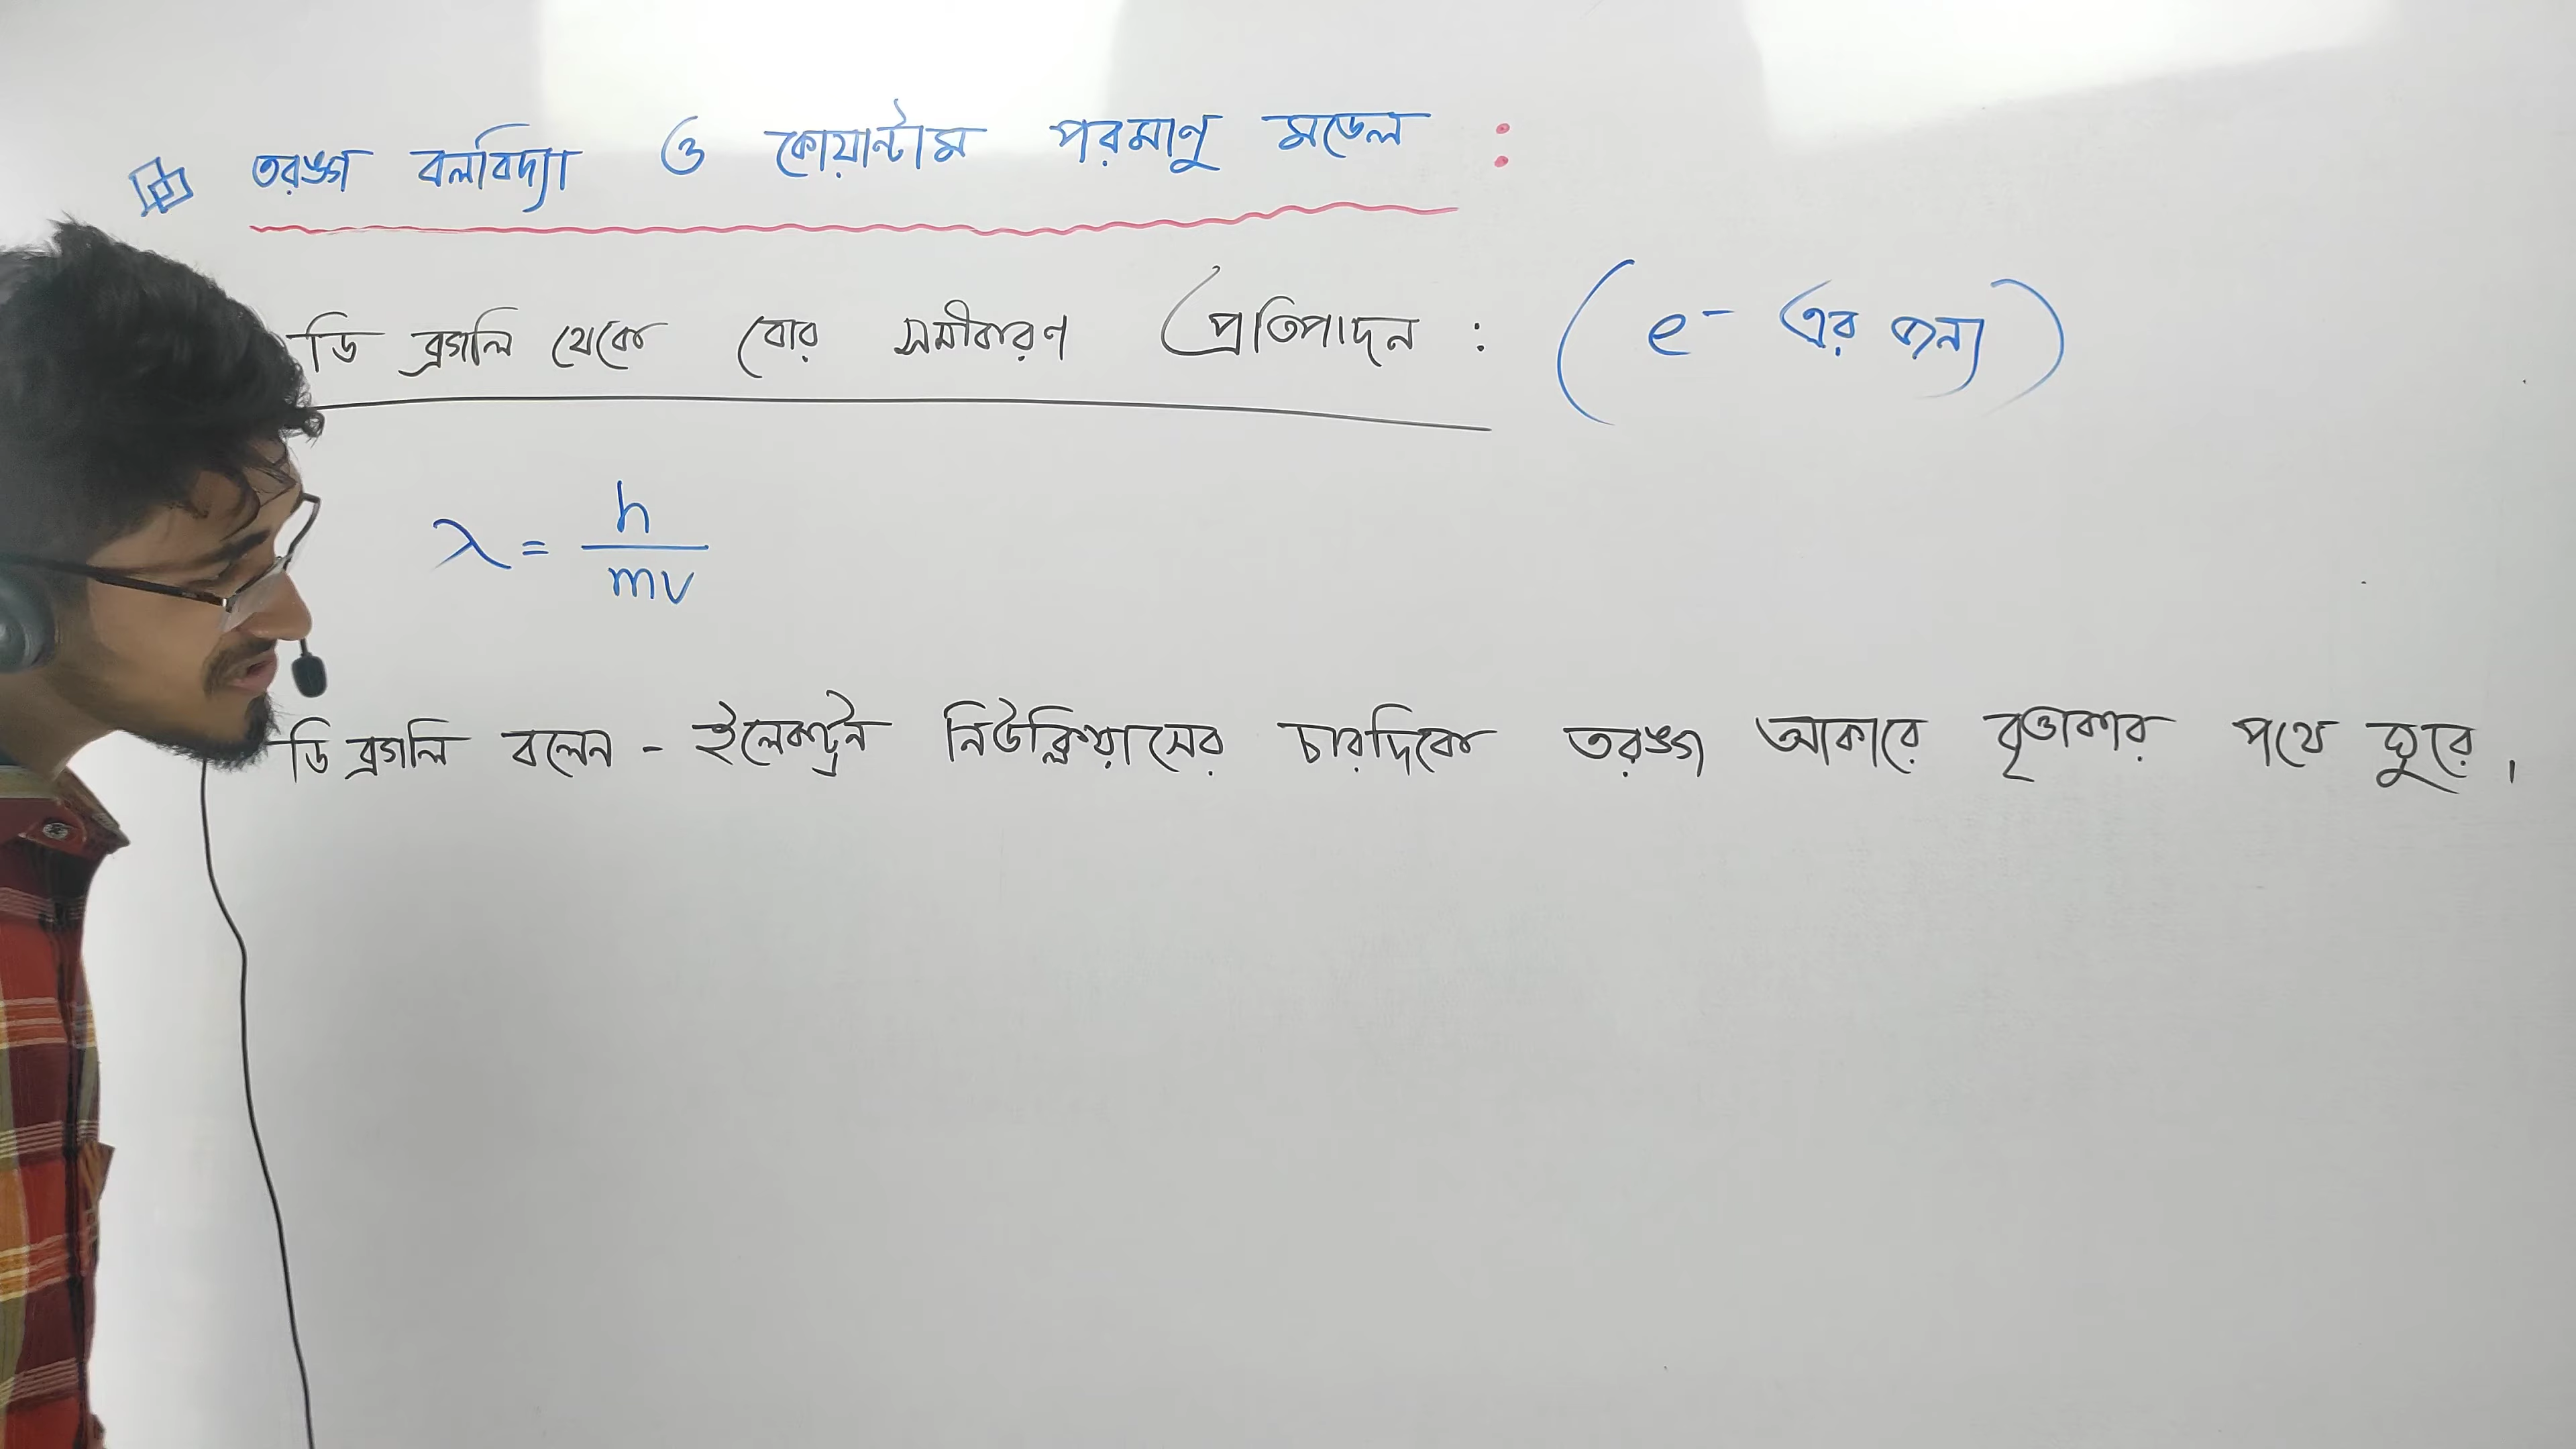 তরঙ্গ বলবিদ্যা ও কোয়ান্টাম পরমাণু মডেল :
ডি ব্রগলি থেকে বোর সমীকরণ প্রতিপাদন : ( e⁻ এর জন্য )
λ = h / mv
ডি ব্রগলি বলেন - ইলেকট্রন নিউক্লিয়াসের চারদিকে তরঙ্গ আকারে বৃত্তাকার পথে ঘুরে ।